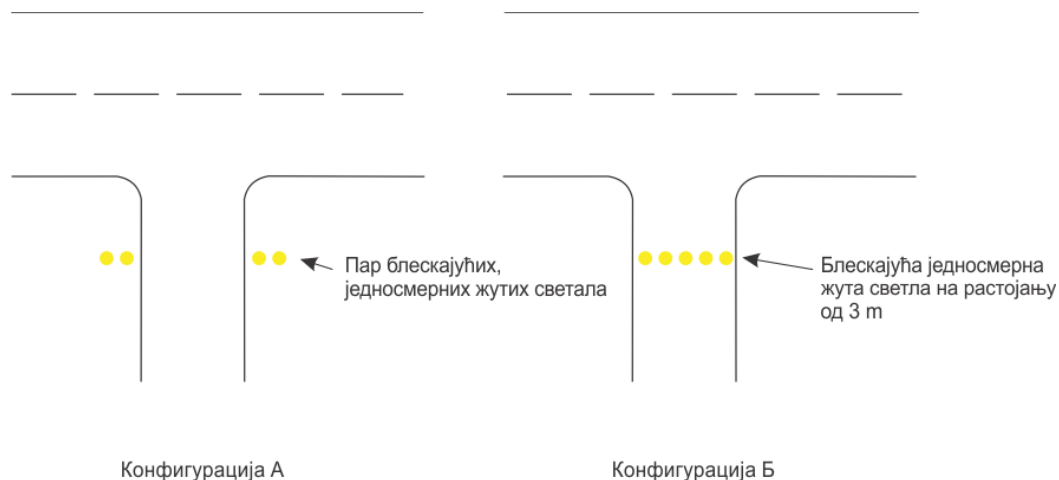 Пар блескајућих,
једносмерних жутих светала
Блескајућа једносмерна
жута светла на растојању
од 3 m
Конфигурација А
Конфигурација Б